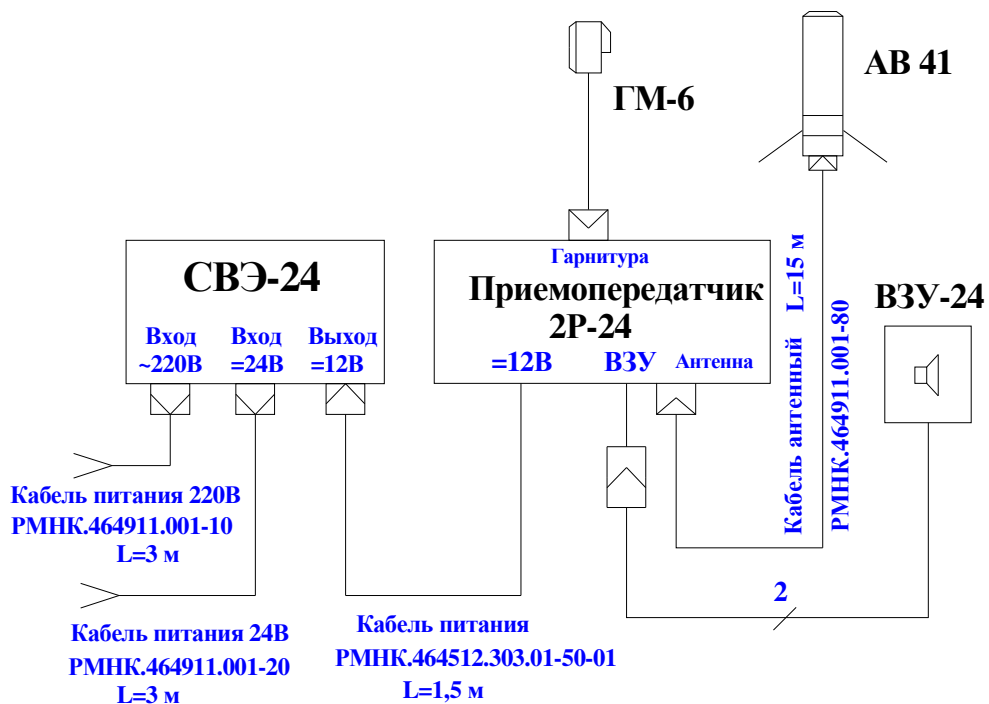 АВ 41
ГМ-6
Гарнитура
СВЭ-24
Приемопередатчик
2Р-24
ВЗУ-24
Вход
~220В
Вход
=24В
Выход
=12В
=12В
ВЗУ
Антенна
Кабель антенный L=15 м
РМНК.464911.001-80
Кабель питания 220В
РМНК.464911.001-10
L=3 м
2
Кабель питания 24В
РМНК.464911.001-20
L=3 м
Кабель питания
РМНК.464512.303.01-50-01
L=1,5 м